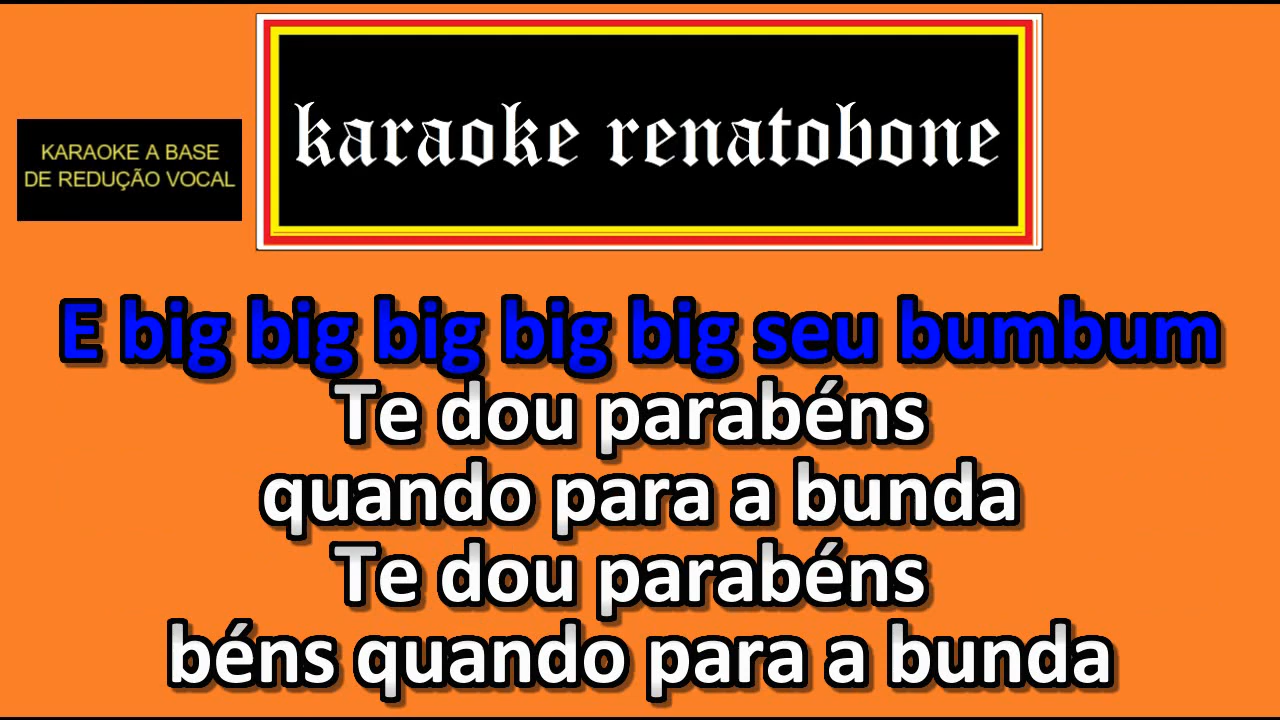 karaoke renatobone
KARAOKE A BASE
DE REDUÇÃO VOCAL
E big big big big big seu bumbum
Te dou parabéns
quando para a bunda
Te dou parabéns
béns quando para a bunda